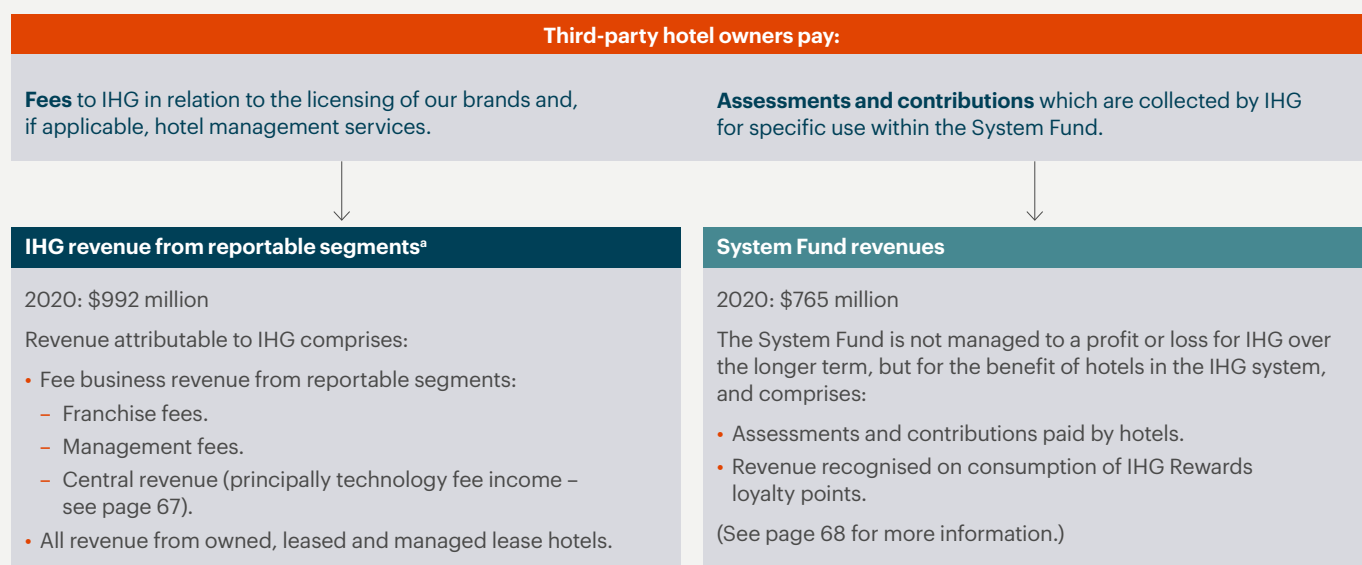 Third-party hotel owners pay:
Fees to IHG in relation to the licensing of our brands and,
if applicable, hotel management services.
Assessments and contributions which are collected by IHG
for specific use within the System Fund.
IHG revenue from reportable segmentsᵃ
2020: $992 million
Revenue attributable to IHG comprises:
• Fee business revenue from reportable segments:
– Franchise fees.
– Management fees.
– Central revenue (principally technology fee income –
see page 67).
• All revenue from owned, leased and managed lease hotels.
System Fund revenues
2020: $765 million
The System Fund is not managed to a profit or loss for IHG over
the longer term, but for the benefit of hotels in the IHG system,
and comprises:
• Assessments and contributions paid by hotels.
• Revenue recognised on consumption of IHG Rewards
loyalty points.
(See page 68 for more information.)